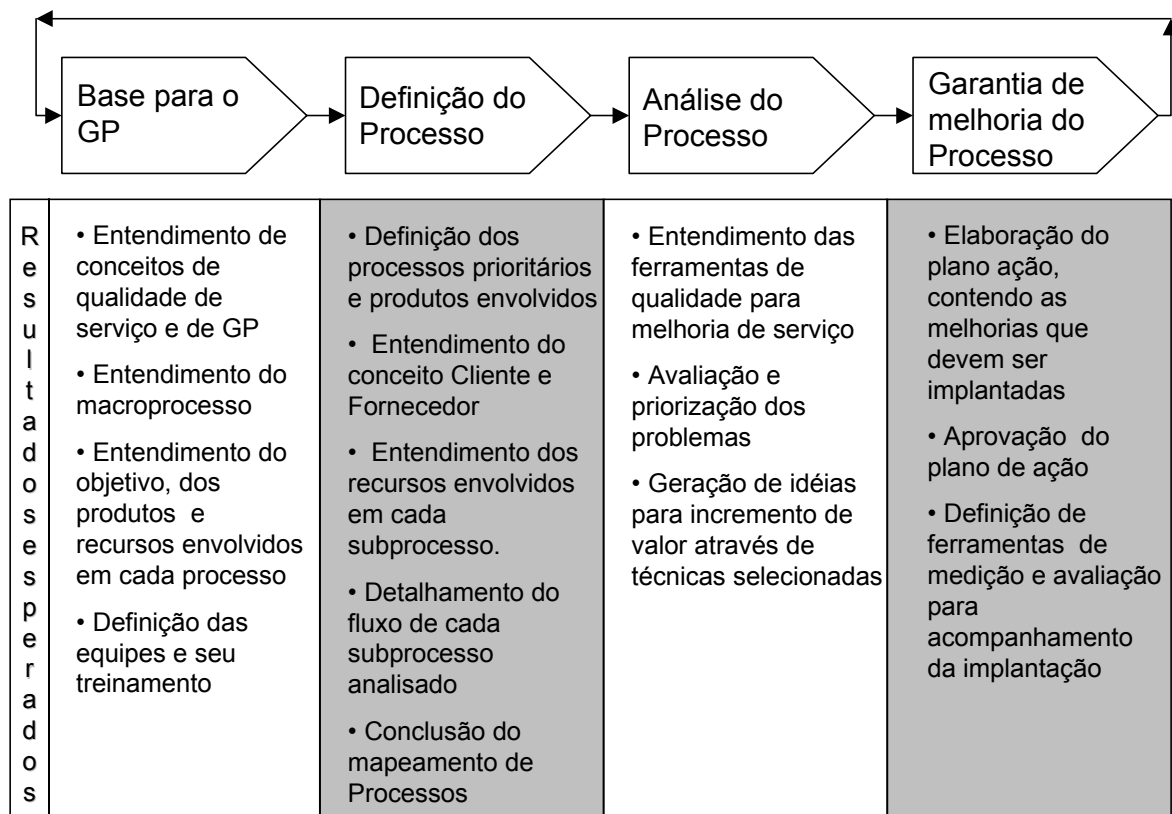 Base para o
GP
Definição do
Processo
Análise do
Processo
Garantia de
melhoria do
Processo
Resultados esperados
• Entendimento de
conceitos de
qualidade de
serviço e de GP
• Entendimento do
macroprocesso
• Entendimento do
objetivo, dos
produtos e
recursos envolvidos
em cada processo
• Definição das
equipes e seu
treinamento
• Definição dos
processos prioritários
e produtos envolvidos
• Entendimento do
conceito Cliente e
Fornecedor
• Entendimento dos
recursos envolvidos
em cada
subprocesso.
• Detalhamento do
fluxo de cada
subprocesso
analisado
• Conclusão do
mapeamento de
Processos
• Entendimento das
ferramentas de
qualidade para
melhoria de serviço
• Avaliação e
priorização dos
problemas
• Geração de idéias
para incremento de
valor através de
técnicas selecionadas
• Elaboração do
plano ação,
contendo as
melhorias que
devem ser
implantadas
• Aprovação do
plano de ação
• Definição de
ferramentas de
medição e avaliação
para
acompanhamento
da implantação